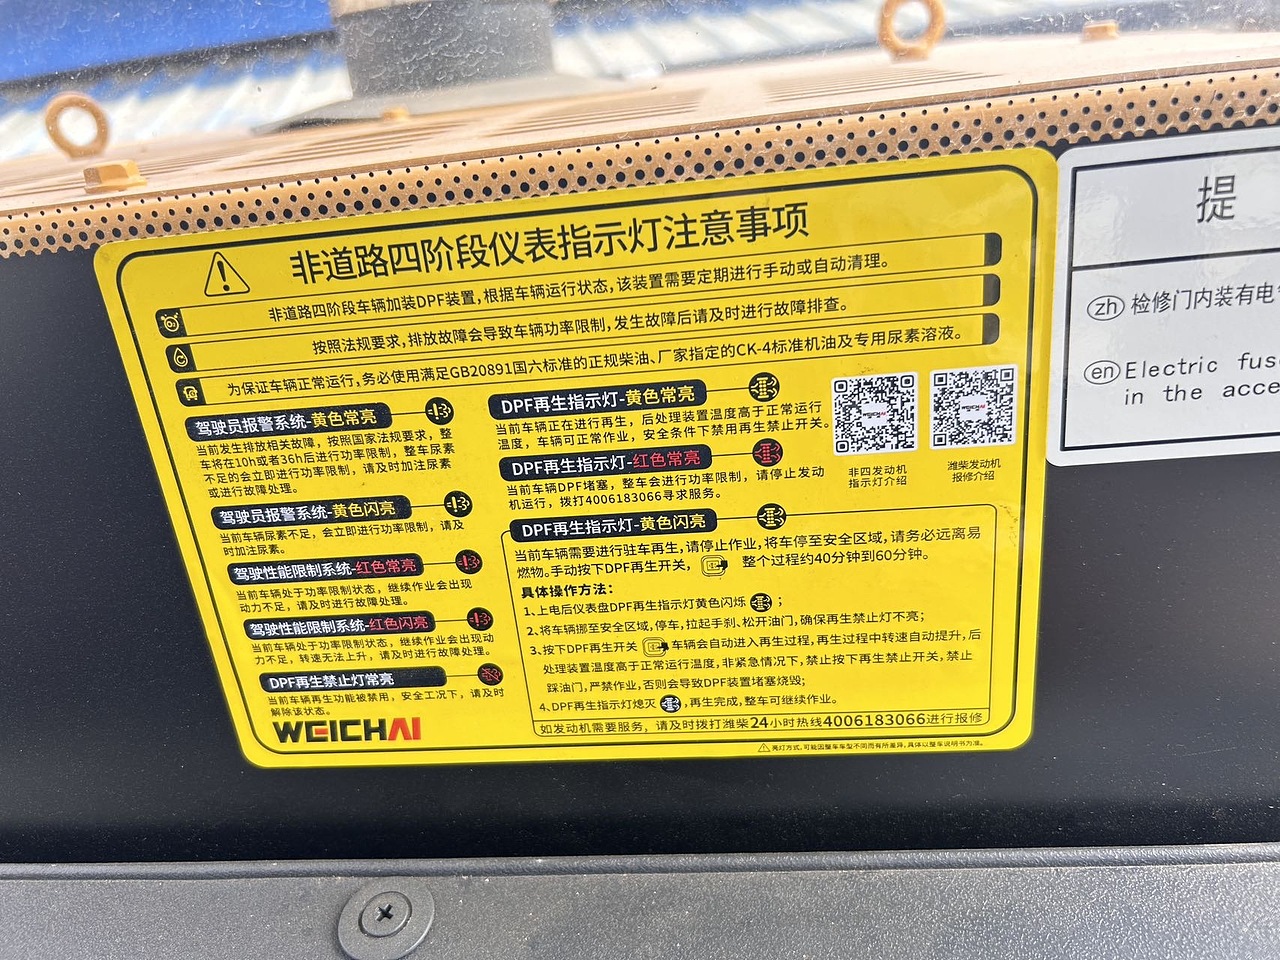 非道路四阶段仪表指示灯注意事项
非道路四阶段车辆加装DPF装置,根据车辆运行状态,该装置需要定期进行手动或自动清理。
按照法规要求,排放故障会导致车辆功率限制,发生故障后请及时进行故障排查。
为保证车辆正常运行,务必使用满足GB20891国六标准的正规柴油、厂家指定的CK-4标准机油及专用尿素溶液。
驾驶员报警系统-黄色常亮
当前发生排放相关故障，按照国家法规要求，整
车将在10h或者36h后进行功率限制，整车尿素
不足的会立即进行功率限制，请及时加注尿素
或进行故障处理。
驾驶员报警系统-黄色闪亮
当前车辆尿素不足，会立即进行功率限制，请及
时加注尿素。
驾驶性能限制系统-红色常亮
当前车辆处于功率限制状态，继续作业会出现
动力不足，请及时进行故障处理。
驾驶性能限制系统-红色闪亮
当前车辆处于功率限制状态，继续作业会出现动
力不足，转速无法上升，请及时进行故障处理。
DPF再生禁止灯常亮
当前车辆再生功能被禁用，安全工况下，请及时
解除该状态。
WEICHAI
DPF再生指示灯-黄色常亮
当前车辆正在进行再生，后处理装置温度高于正常运行
温度，车辆可正常作业，安全条件下禁用再生禁止开关。
DPF再生指示灯-红色常亮
当前车辆DPF堵塞，整车会进行功率限制，请停止发动
机运行，拨打4006183066寻求服务。
WEICHAI
WEICHAI
非四发动机
指示灯介绍
潍柴发动机
报修介绍
DPF再生指示灯-黄色闪亮
当前车辆需要进行驻车再生,请停止作业,将车停至安全区域,请务必远离易
燃物。手动按下DPF再生开关， 整个过程约40分钟到60分钟。
具体操作方法：
1、上电后仪表盘DPF再生指示灯黄色闪烁 ；
2、将车辆挪至安全区域,停车,拉起手刹、松开油门,确保再生禁止灯不亮；
3、按下DPF再生开关 车辆会自动进入再生过程,再生过程中转速自动提升，后
处理装置温度高于正常运行温度，非紧急情况下，禁止按下再生禁止开关，禁止
踩油门，严禁作业，否则会导致DPF装置堵塞烧毁；
4、DPF再生指示灯熄灭 ,再生完成,整车可继续作业。
如发动机需要服务，请及时拨打潍柴24小时热线4006183066进行报修
亮灯方式,可能因整车车型不同而有所差异,具体以整车说明书为准。
提
zh 检修门内装有电
en Electric fus
in the acce